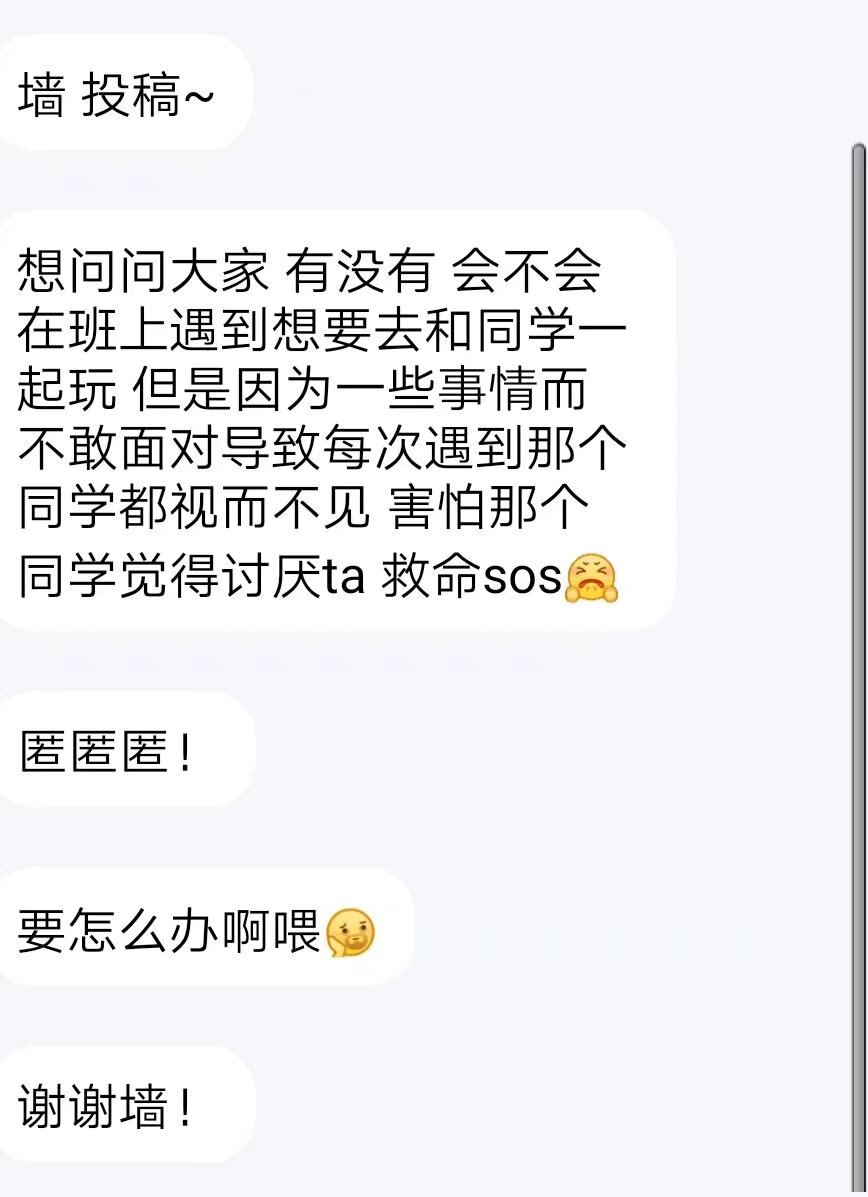 墙 投稿~
想问问大家 有没有 会不会
在班上遇到想要去和同学一
起玩 但是因为一些事情而
不敢面对导致每次遇到那个
同学都视而不见 害怕那个
同学觉得讨厌ta 救命sos
匿匿匿!
要怎么办啊喂
谢谢墙!